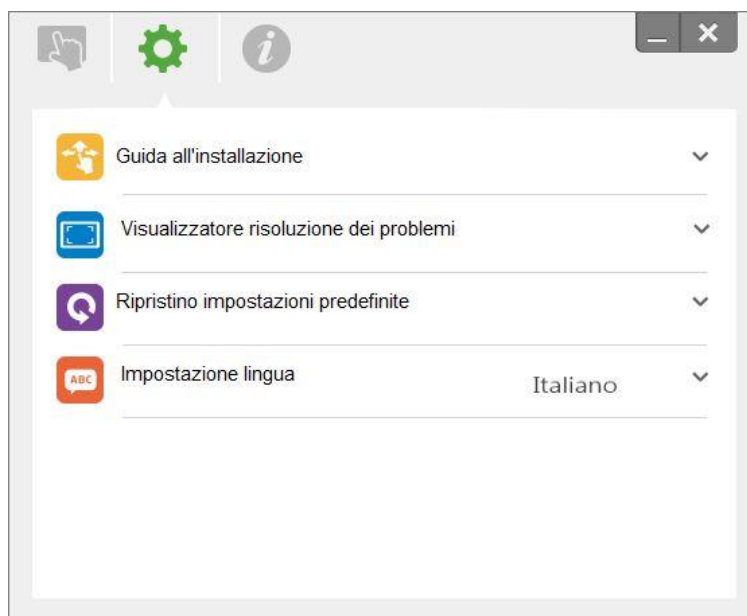 Guida all'installazione
Visualizzatore risoluzione dei problemi
Ripristino impostazioni predefinite
ABC Impostazione lingua Italiano